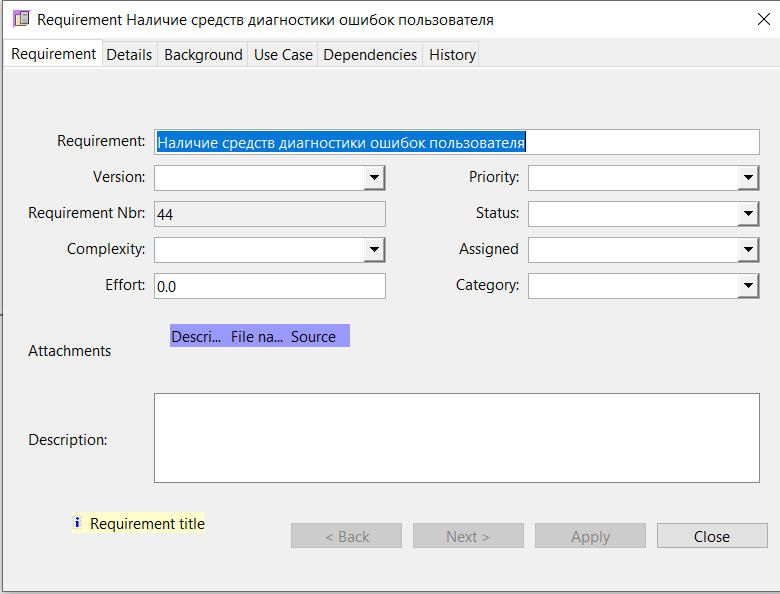 Requirement Наличие средств диагностики ошибок пользователя
Requirement Details Background Use Case Dependencies History
Requirement: Наличие средств диагностики ошибок пользователя
Version: Priority:
Requirement Nbr: 44 Status:
Complexity: Assigned
Effort: 0.0 Category:
Descri... File na... Source
Attachments
Description:
i Requirement title
< Back Next > Apply Close